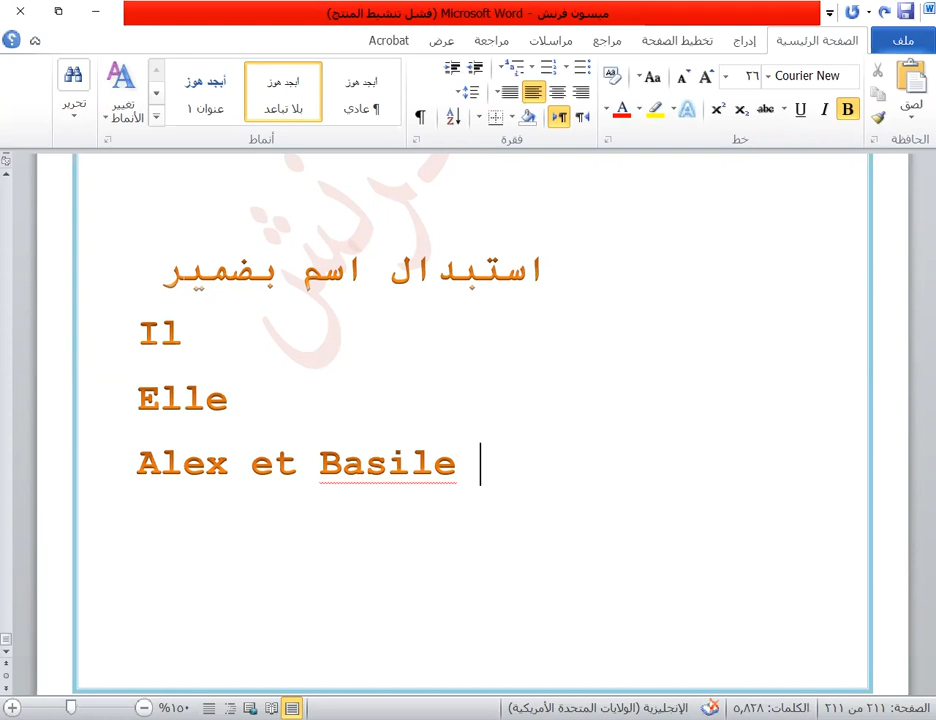 ميسون فرنش - Microsoft Word (فشل تنشيط المنتج)
ملف
الصفحة الرئيسية
إدراج
تخطيط الصفحة
مراجع
مراسلات
مراجعة
عرض
Acrobat
لصق
الحافظة
Courier New
٢٦
خط
فقرة
أبجد هوز
¶ عادي
أبجد هوز
بلا تباعد
أبجد هوز
عنوان ١
تغيير الأنماط
أنماط
تحرير
فرنش
استبدال اسم بضمير
Il
Elle
Alex et Basile
الصفحة: ٢١١ من ٢١١
الكلمات: ٥,٨٢٨
الإنجليزية (الولايات المتحدة الأمريكية)
١٥٠%